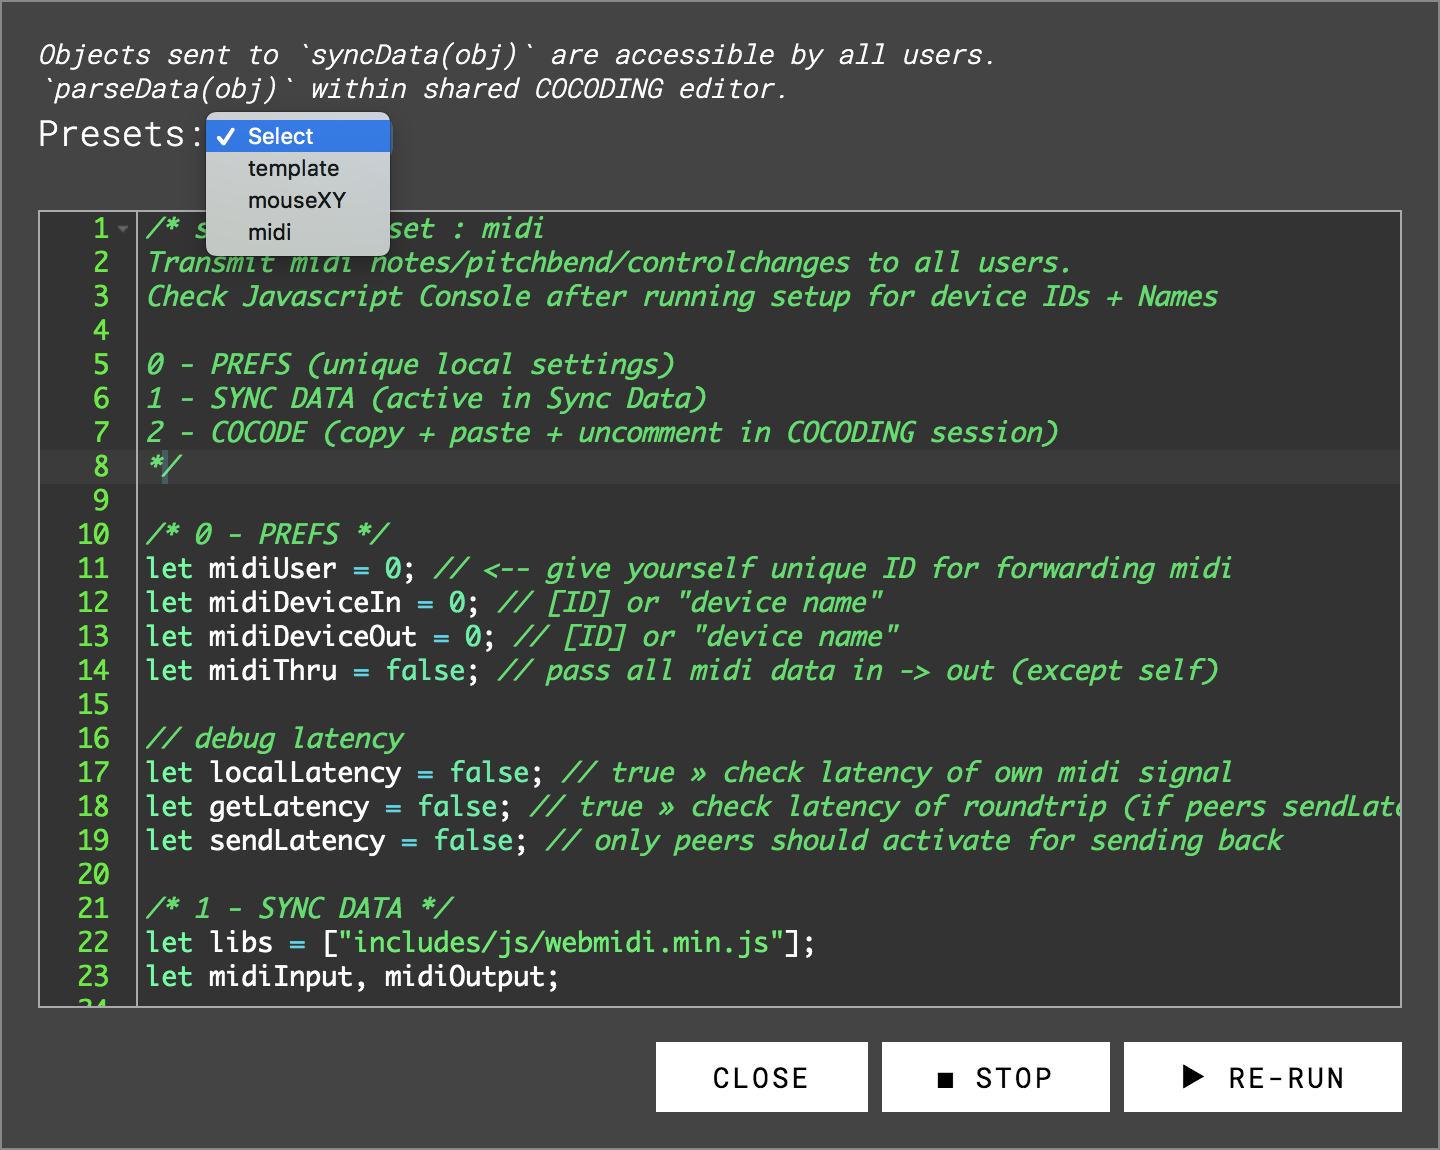 Objects sent to `syncData(obj)` are accessible by all users.
`parseData(obj)` within shared COCODING editor.
Presets:
✓ Select
template
mouseXY
midi
1 /* s set : midi
2 Transmit midi notes/pitchbend/controlchanges to all users.
3 Check Javascript Console after running setup for device IDs + Names
4
5 0 - PREFS (unique local settings)
6 1 - SYNC DATA (active in Sync Data)
7 2 - COCODE (copy + paste + uncomment in COCODING session)
8 */
9
10 /* 0 - PREFS */
11 let midiUser = 0; // <-- give yourself unique ID for forwarding midi
12 let midiDeviceIn = 0; // [ID] or "device name"
13 let midiDeviceOut = 0; // [ID] or "device name"
14 let midiThru = false; // pass all midi data in -> out (except self)
15
16 // debug latency
17 let localLatency = false; // true » check latency of own midi signal
18 let getLatency = false; // true » check latency of roundtrip (if peers sendLate
19 let sendLatency = false; // only peers should activate for sending back
20
21 /* 1 - SYNC DATA */
22 let libs = ["includes/js/webmidi.min.js"];
23 let midiInput, midiOutput;
24
CLOSE
■ STOP
▶ RE-RUN